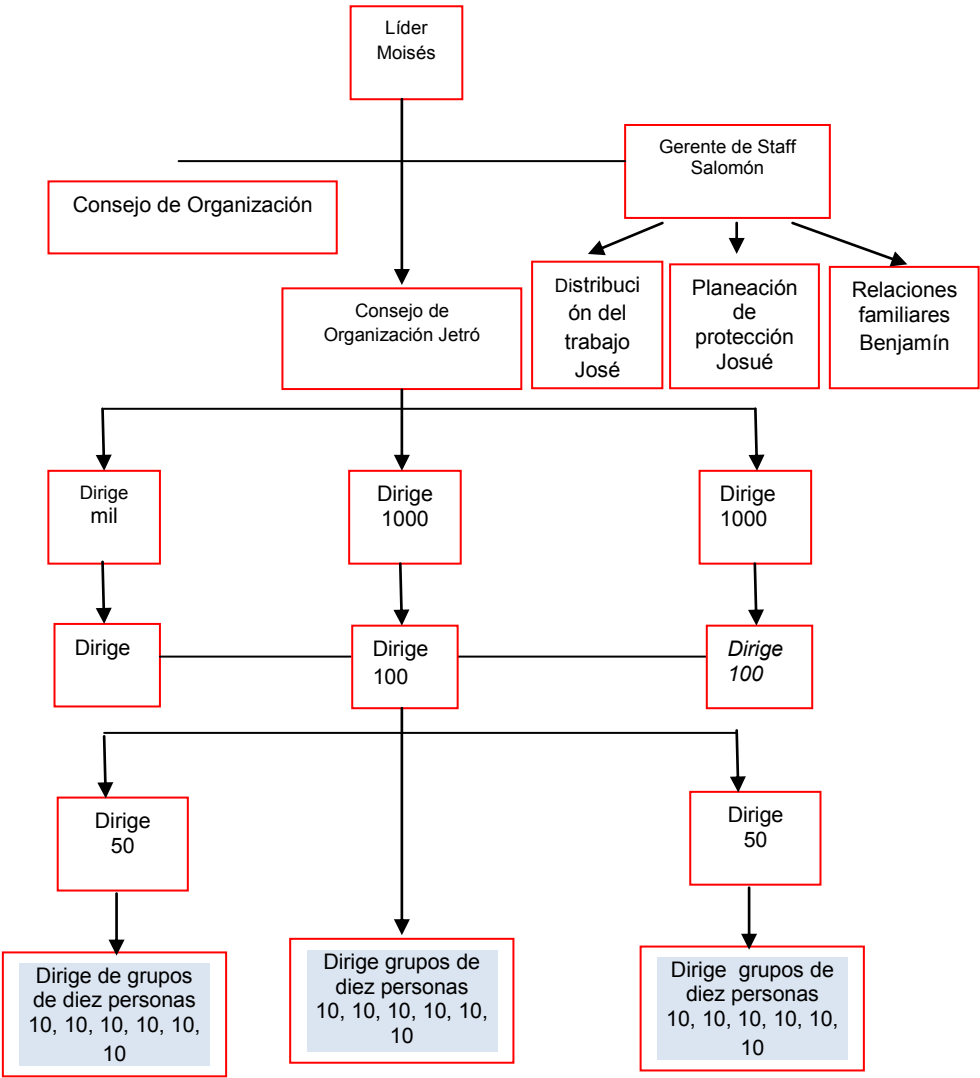 Líder
Moisés
Gerente de Staff
Salomón
Consejo de Organización
Consejo de
Organización Jetró
Distribuci
ón del
trabajo
José
Planeación
de
protección
Josué
Relaciones
familiares
Benjamín
Dirige
mil
Dirige
1000
Dirige
1000
Dirige
Dirige
100
Dirige
100
Dirige
50
Dirige
50
Dirige de grupos
de diez personas
10, 10, 10, 10, 10,
10
Dirige grupos de
diez personas
10, 10, 10, 10, 10,
10
Dirige grupos de
diez personas
10, 10, 10, 10, 10,
10